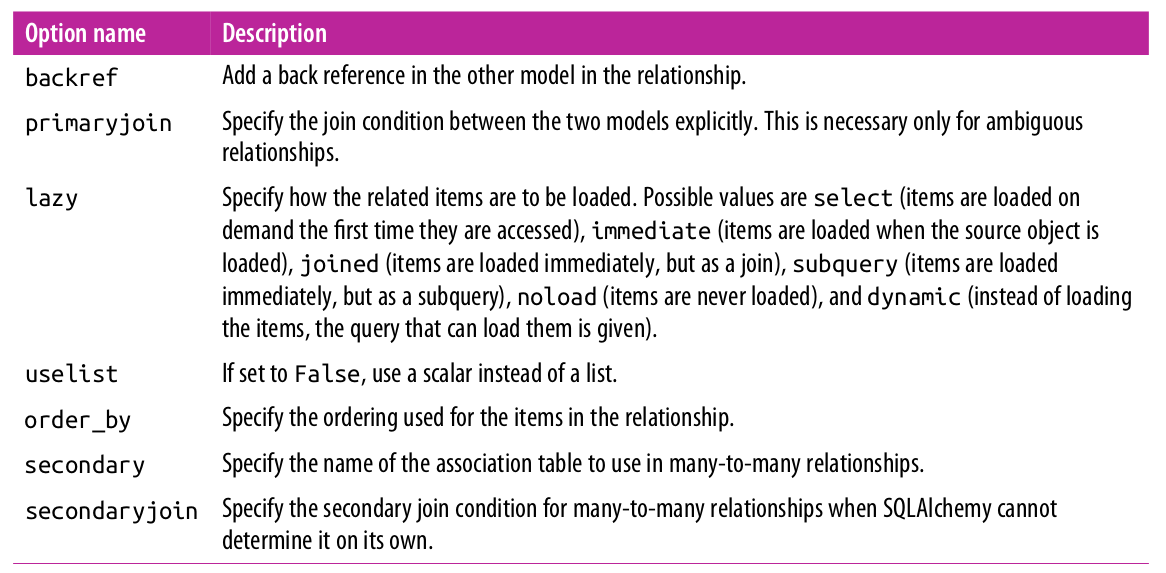 Option name Description
backref Add a back reference in the other model in the relationship.
primaryjoin Specify the join condition between the two models explicitly. This is necessary only for ambiguous
relationships.
lazy Specify how the related items are to be loaded. Possible values are select (items are loaded on
demand the first time they are accessed), immediate (items are loaded when the source object is
loaded), joined (items are loaded immediately, but as a join), subquery (items are loaded
immediately, but as a subquery), noload (items are never loaded), and dynamic (instead of loading
the items, the query that can load them is given).
uselist If set to False, use a scalar instead of a list.
order_by Specify the ordering used for the items in the relationship.
secondary Specify the name of the association table to use in many-to-many relationships.
secondaryjoin Specify the secondary join condition for many-to-many relationships when SQLAlchemy cannot
determine it on its own.